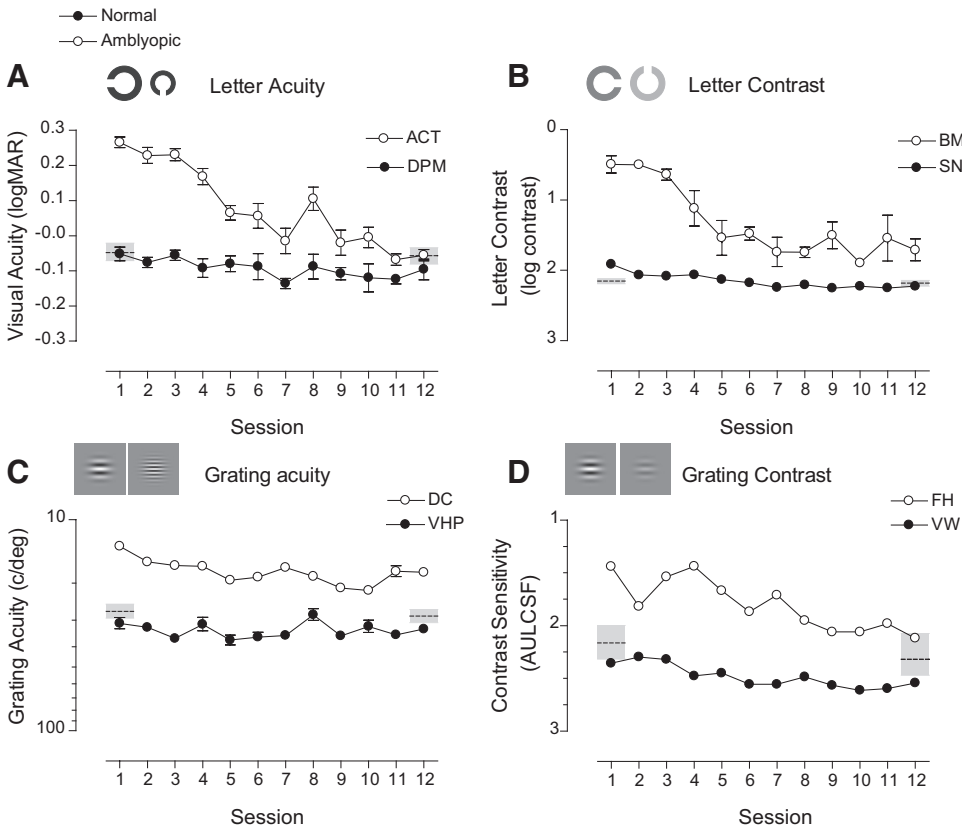 Normal
Amblyopic
A
Letter Acuity
ACT
DPM
Visual Acuity (logMAR)
0.3
0.2
0.1
-0.0
-0.1
-0.2
-0.3
1 2 3 4 5 6 7 8 9 10 11 12
Session
B
Letter Contrast
BM
SN
Letter Contrast
(log contrast)
0
1
2
3
1 2 3 4 5 6 7 8 9 10 11 12
Session
C
Grating acuity
DC
VHP
Grating Acuity (c/deg)
10
100
1 2 3 4 5 6 7 8 9 10 11 12
Session
D
Grating Contrast
FH
VW
Contrast Sensitivity
(AULCSF)
1
2
3
1 2 3 4 5 6 7 8 9 10 11 12
Session